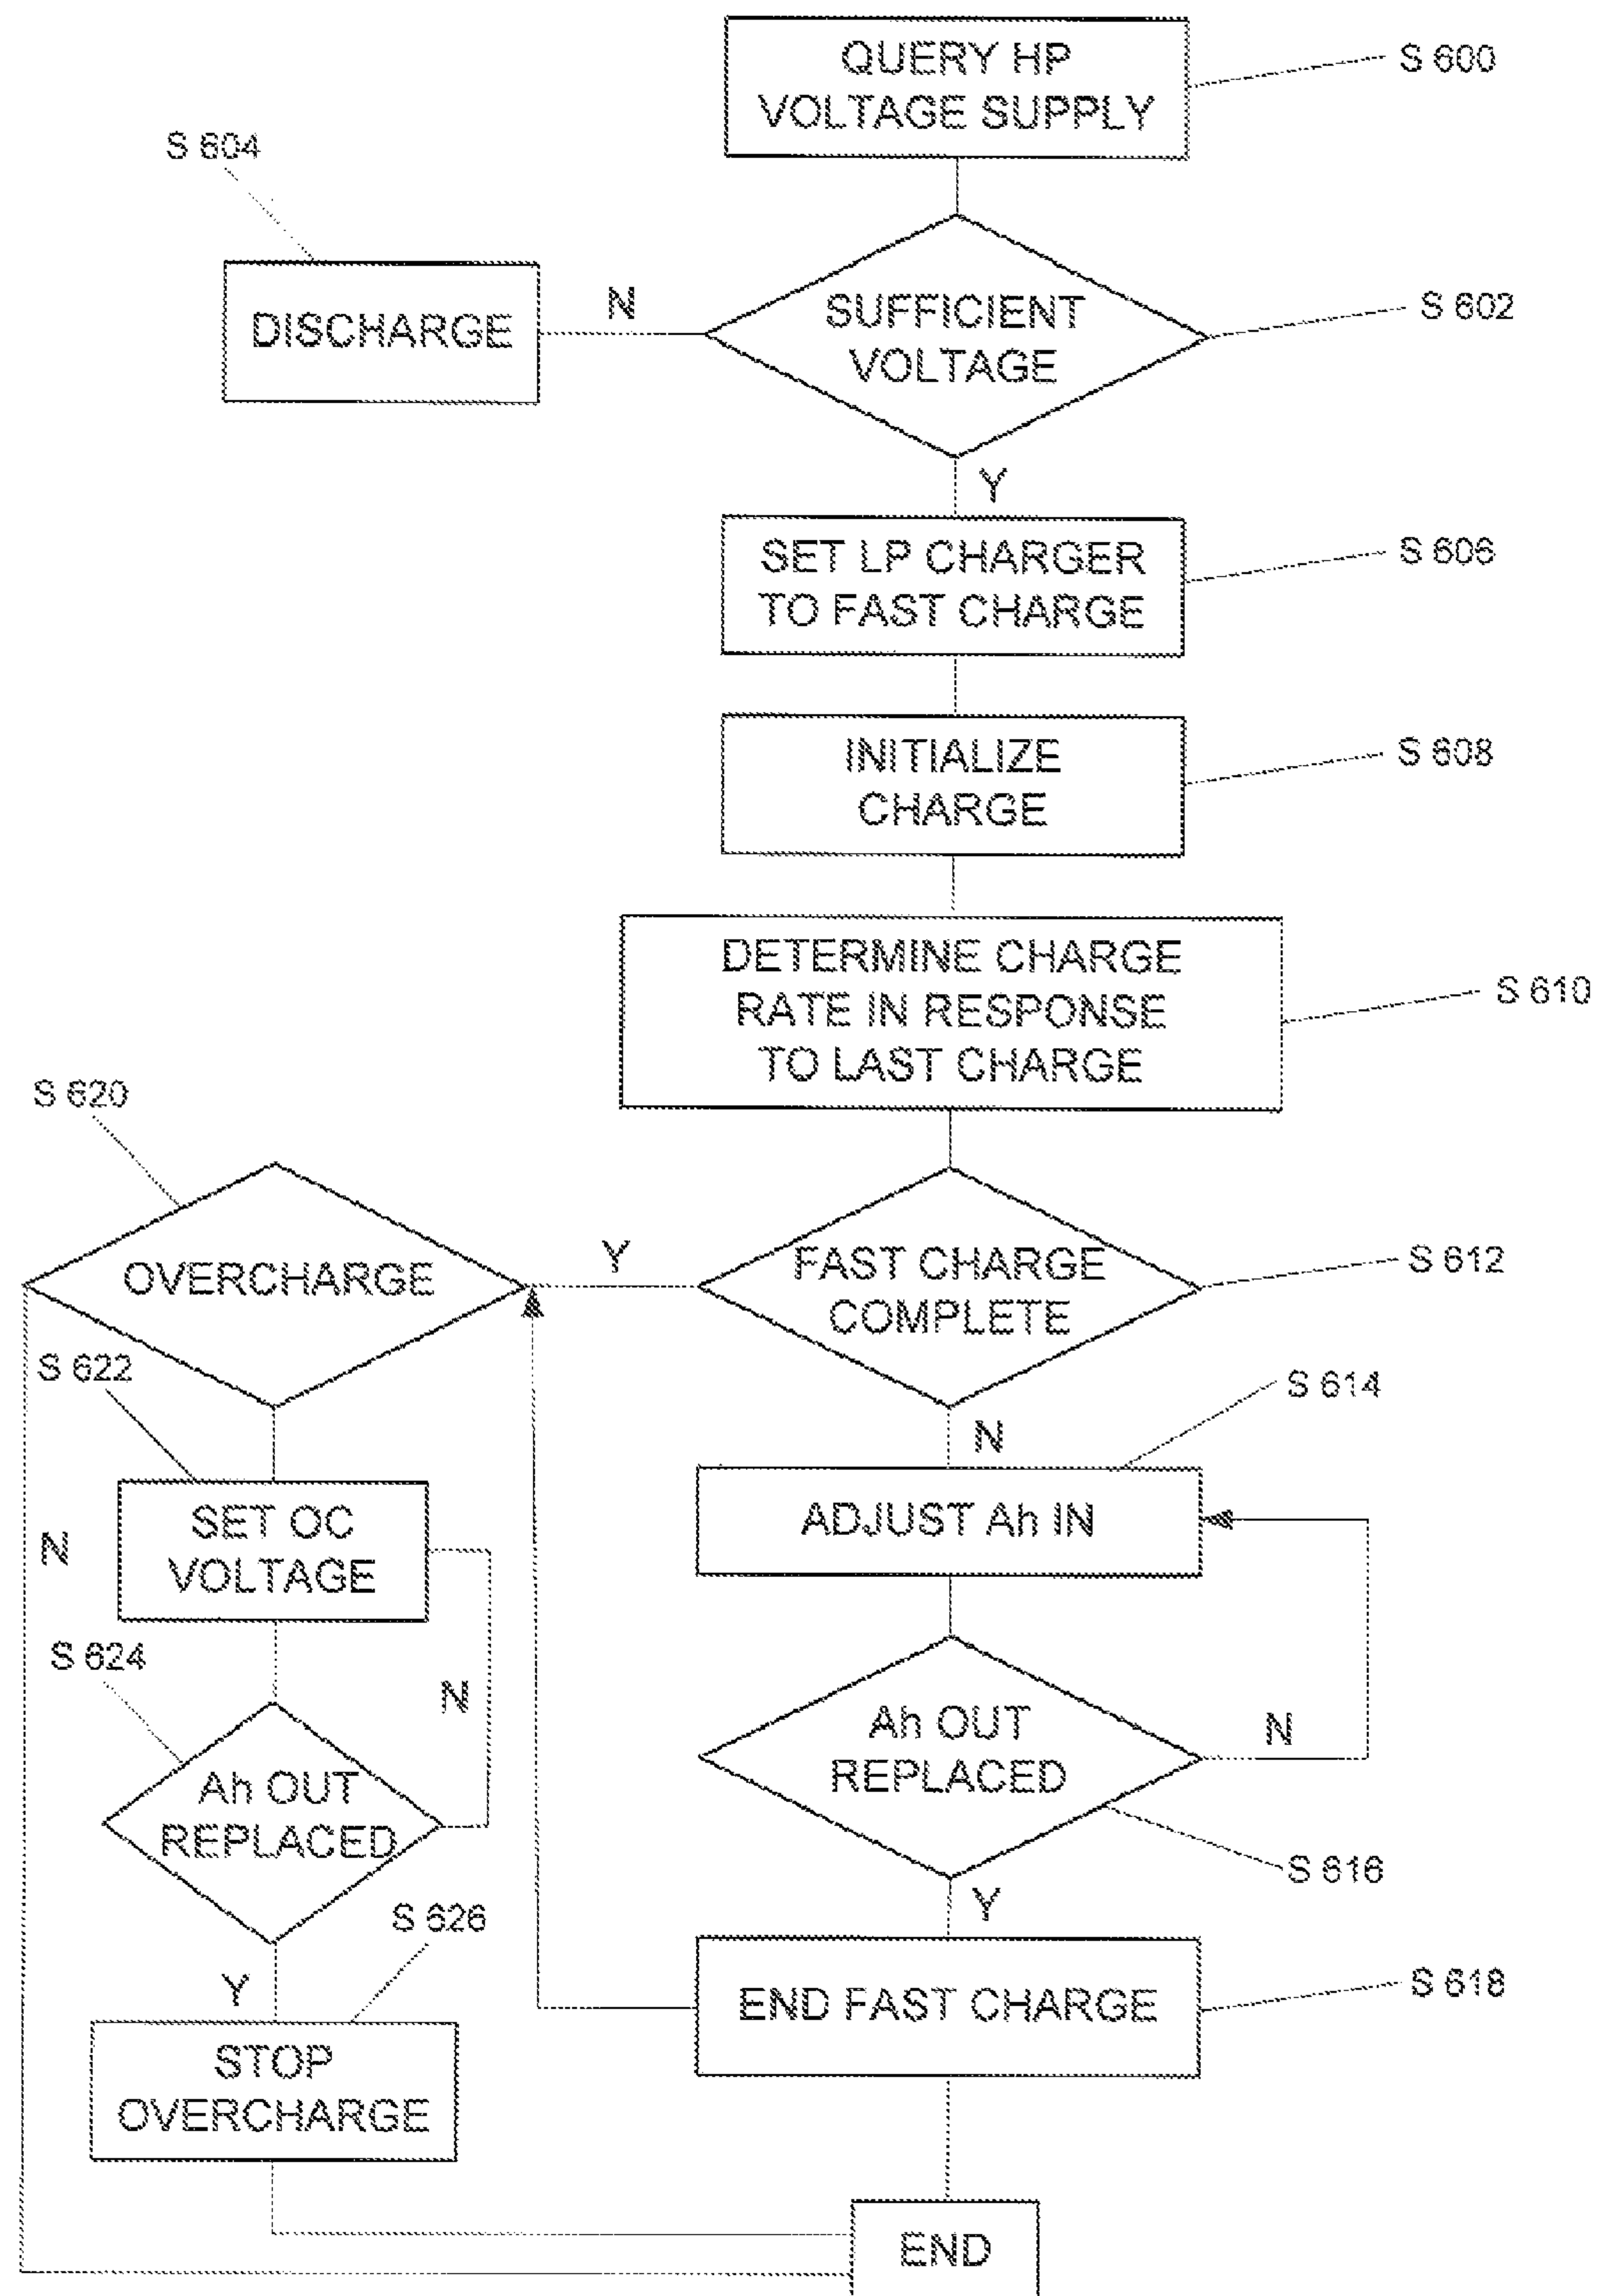 QUERY HP
VOLTAGE SUPPLY
S 600
S 604
DISCHARGE
N
SUFFICIENT
VOLTAGE
S 602
Y
SET LP CHARGER
TO FAST CHARGE
S 606
INITIALIZE
CHARGE
S 608
DETERMINE CHARGE
RATE IN RESPONSE
TO LAST CHARGE
S 610
S 620
OVERCHARGE
Y
FAST CHARGE
COMPLETE
S 612
S 622
N
S 614
SET OC
VOLTAGE
N
ADJUST Ah IN
S 624
N
Ah OUT
REPLACED
Ah OUT
REPLACED
N
S 616
S 626
Y
Y
STOP
OVERCHARGE
END FAST CHARGE
S 618
END